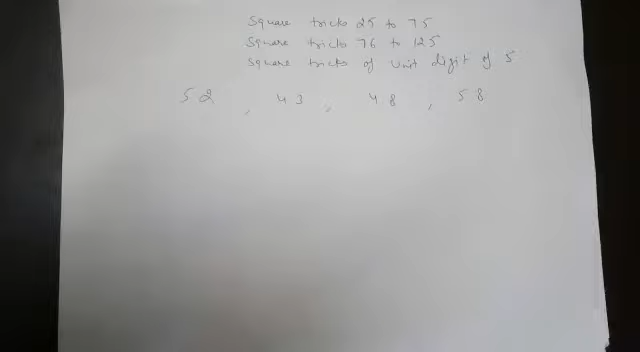 Square tricks 25 to 75
Square tricks 76 to 125
Square tricks of unit digit of 5
52 , 43 , 48 , 58